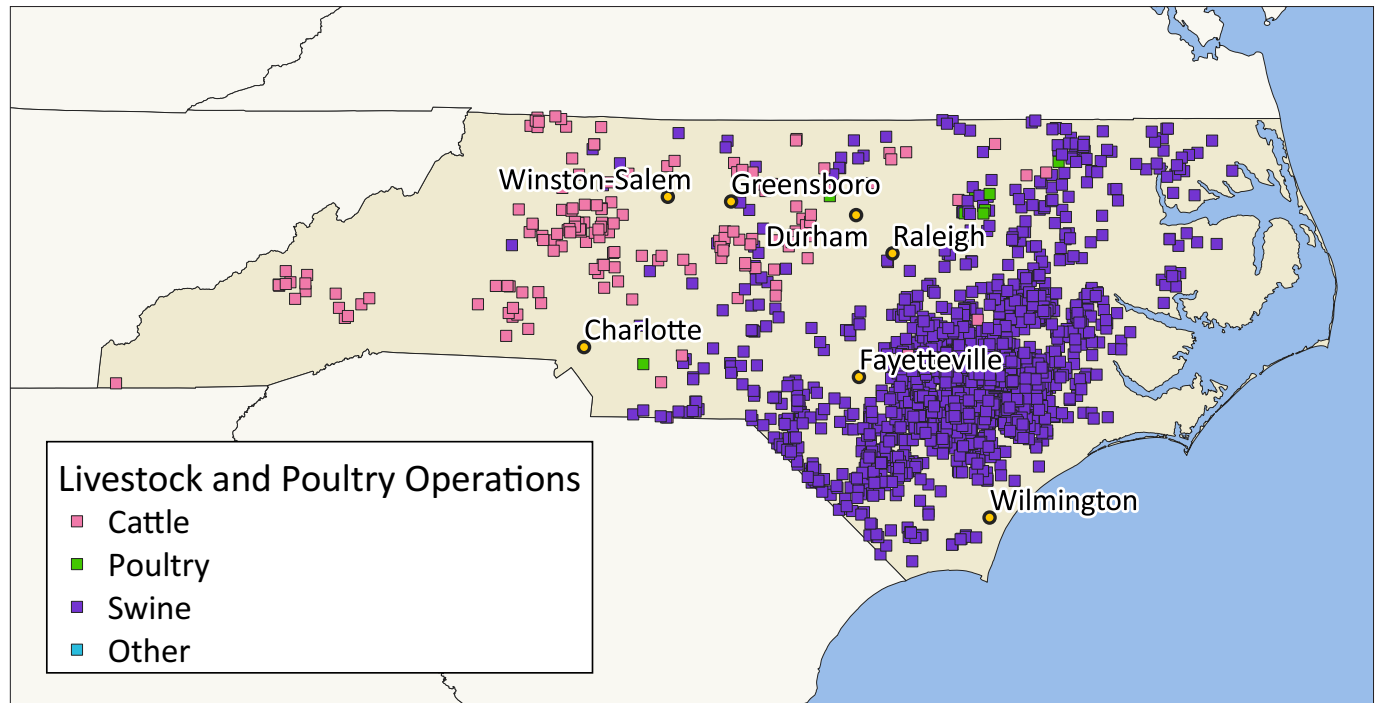 Winston-Salem
Greensboro
Durham
Raleigh
Charlotte
Fayetteville
Wilmington
Livestock and Poultry Operations
Cattle
Poultry
Swine
Other